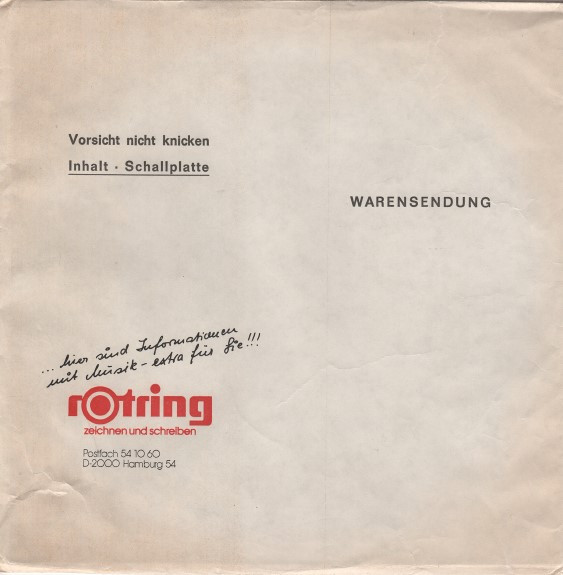 Vorsicht nicht knicken
Inhalt · Schallplatte
WARENSENDUNG
... hier sind Informationen
mit Musik – extra für Sie!!!
rotring
zeichnen und schreiben
Postfach 54 10 60
D-2000 Hamburg 54